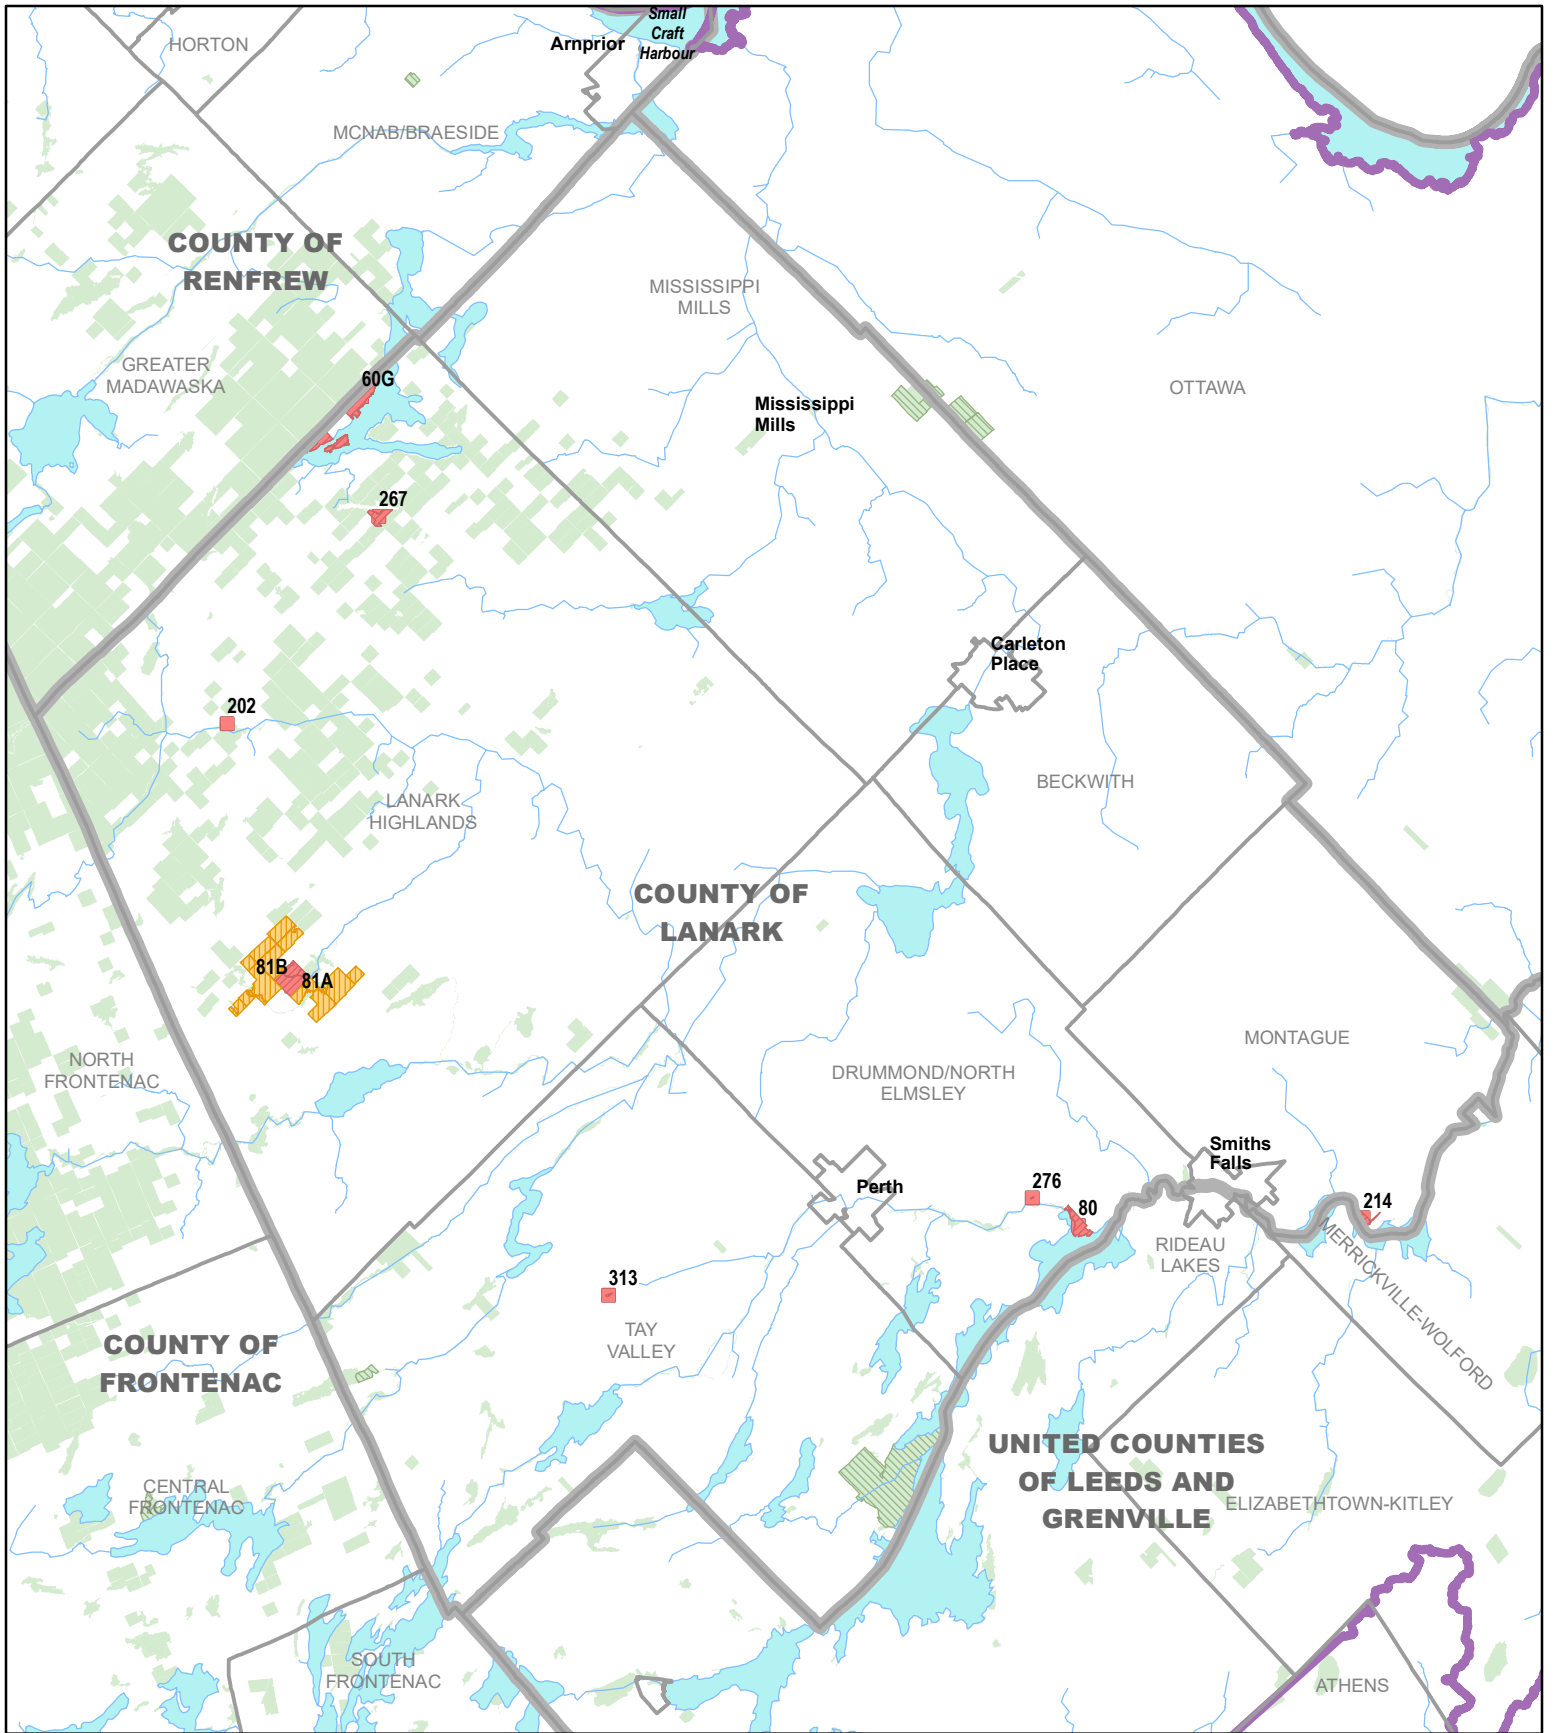 Small
Craft
Harbour
Arnprior
HORTON
MCNAB/BRAESIDE
COUNTY OF
RENFREW
MISSISSIPPI
MILLS
GREATER
MADAWASKA
60G
OTTAWA
Mississippi
Mills
267
Carleton
Place
202
BECKWITH
LANARK
HIGHLANDS
COUNTY OF
LANARK
81B
81A
MONTAGUE
NORTH
FRONTENAC
DRUMMOND/NORTH
ELMSLEY
Smiths
Falls
276
Perth
80
214
RIDEAU
LAKES
MERRICKVILLE-WOLFORD
313
TAY
VALLEY
COUNTY OF
FRONTENAC
UNITED COUNTIES
OF LEEDS AND
GRENVILLE
CENTRAL
FRONTENAC
ELIZABETHTOWN-KITLEY
SOUTH
FRONTENAC
ATHENS